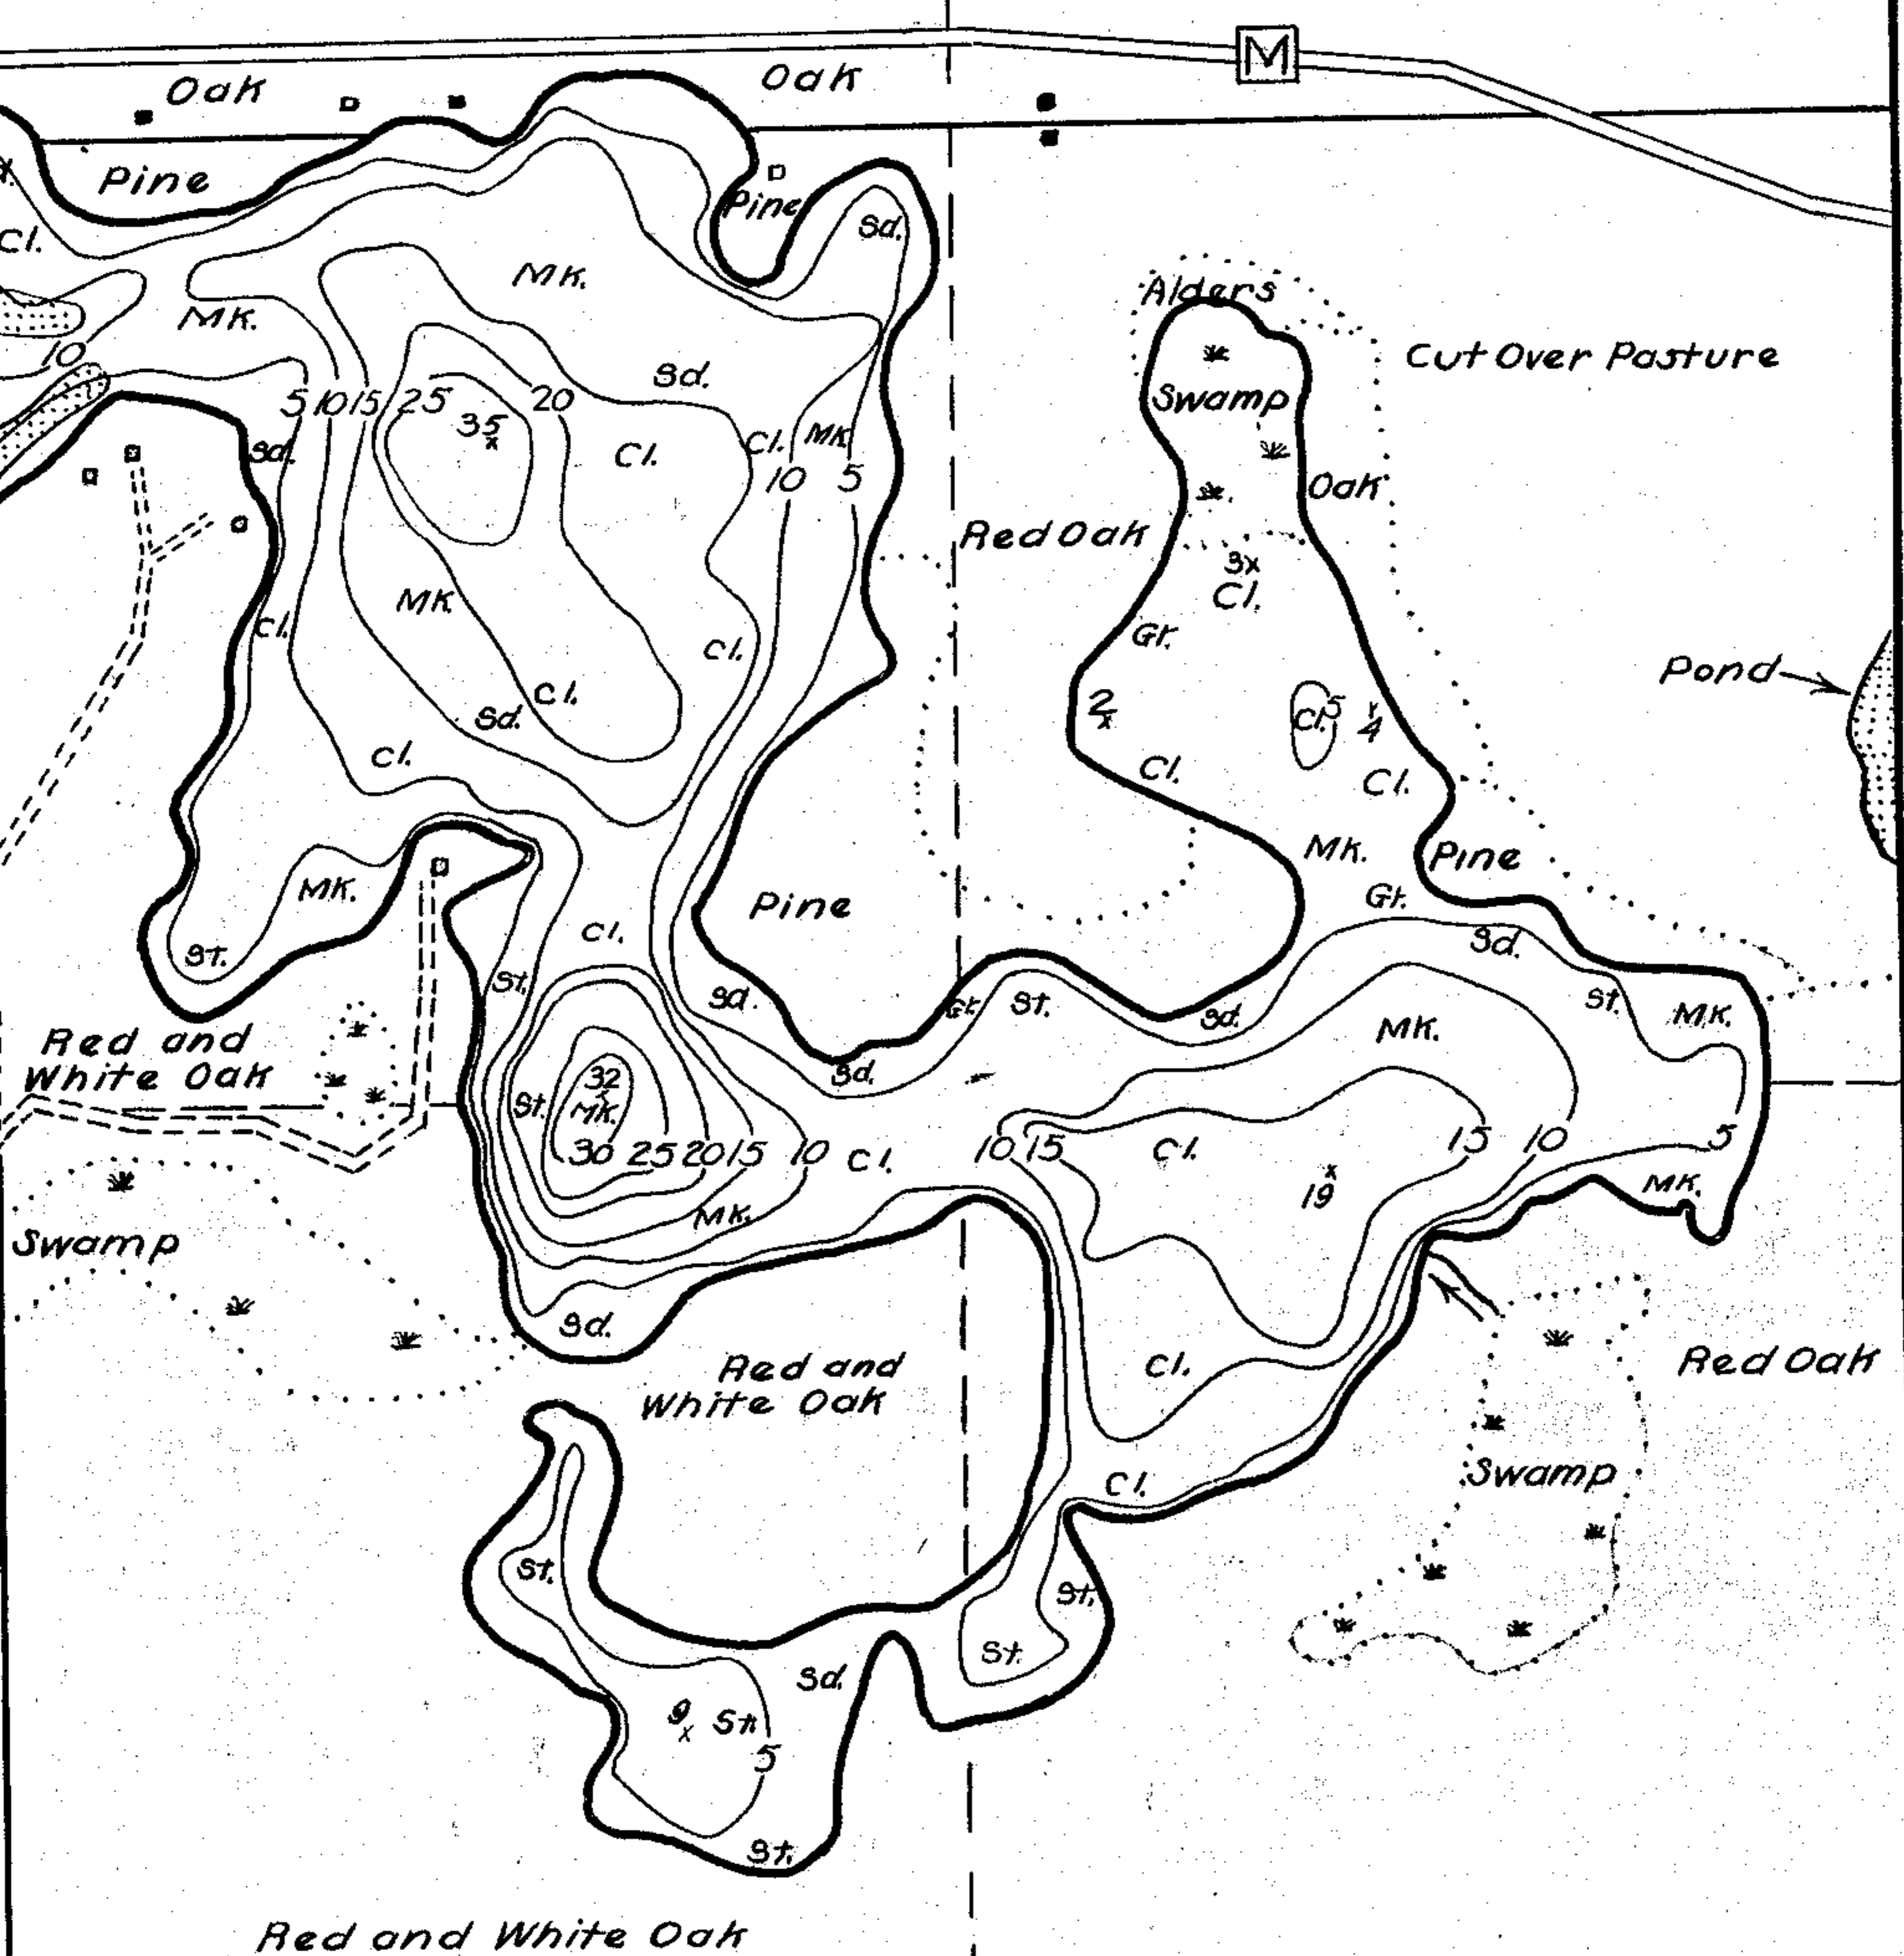 M
Oak
Oak
Pine
Pine
Sd.
Cl.
MK.
Alders
MK.
Cut Over Pasture
10
Sd.
Swamp
5 10 15 25
20
35
Cl.
Cl.
MK
Sd.
10 5
Oak
Red Oak
3
Cl.
MK
Cl.
Cl.
Gr.
Pond
Cl.
2
Cl. 5
4
Sd.
Cl.
Cl.
Cl.
MK.
Pine
MK.
Gr.
Pine
Cl.
Sd.
St.
St.
Sd.
Gr.
St.
Sd.
St.
MK.
MK.
Red and
White Oak
Sd.
32
MK.
St.
30 25 20 15 10
Cl.
10 15
Cl.
15 10
5
19
MK.
MK.
Swamp
Sd.
Red and
White Oak
Cl.
Red Oak
Swamp
Cl.
St.
St.
St.
Sd.
9
St.
5
St.
Red and White Oak